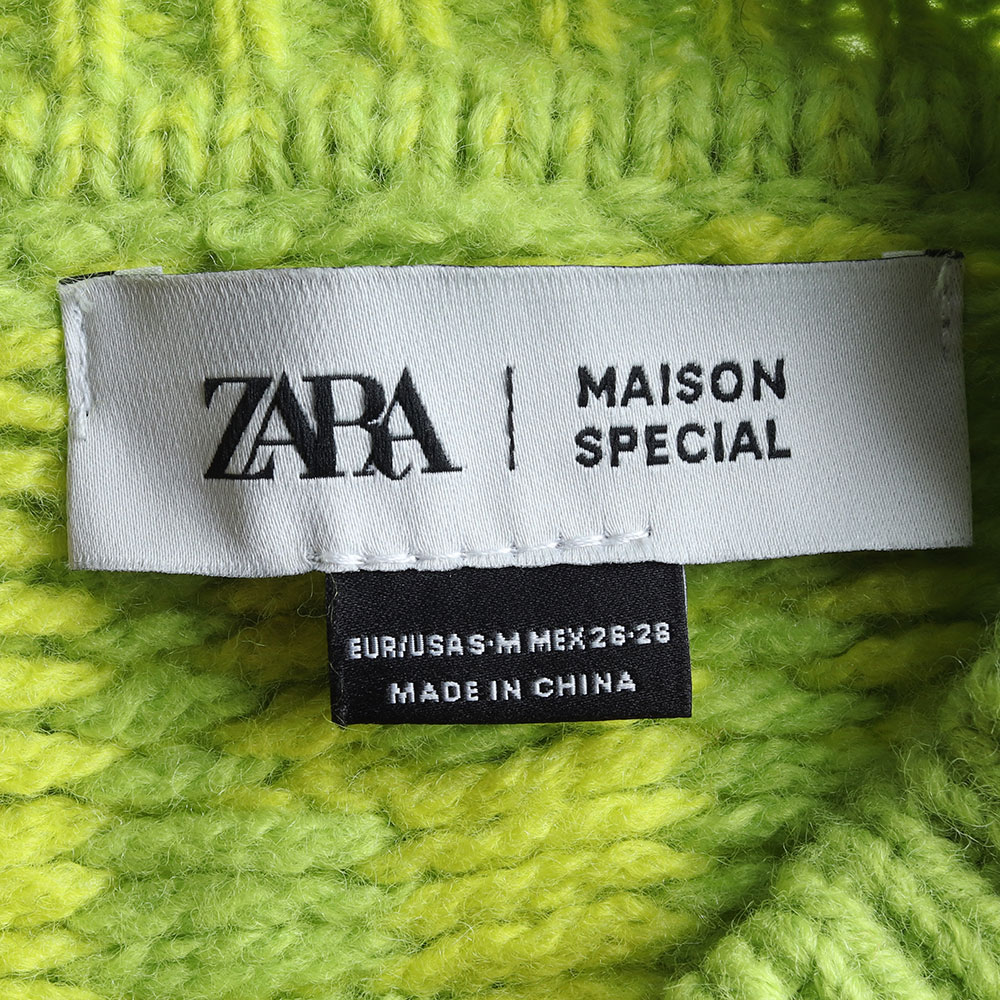 ZARA | MAISON
SPECIAL
EUR/USA S-M MEX 26-28
MADE IN CHINA